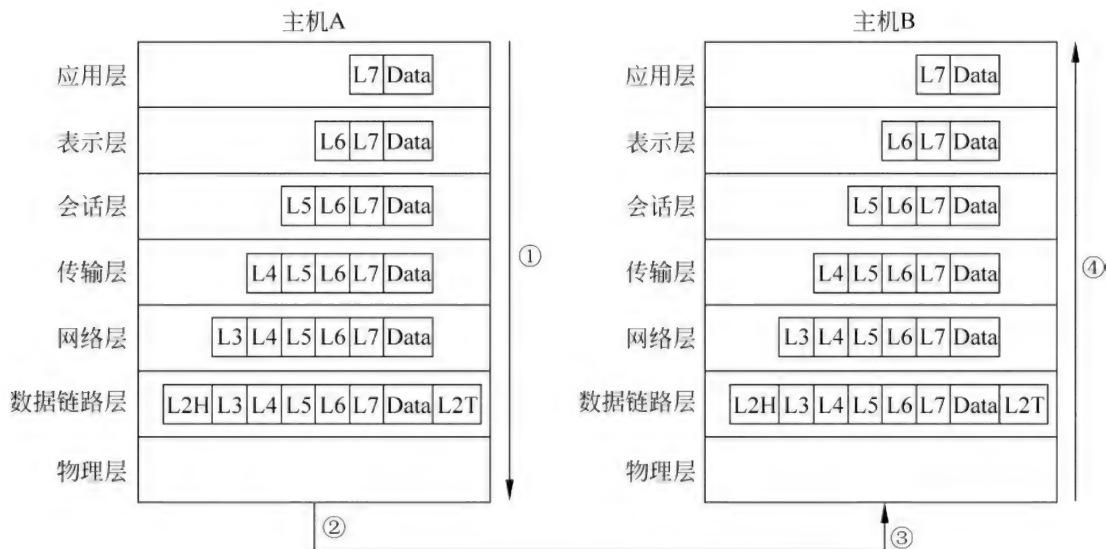 主机A 主机B
应用层 L7 Data 应用层 L7 Data
表示层 L6 L7 Data 表示层 L6 L7 Data
会话层 L5 L6 L7 Data 会话层 L5 L6 L7 Data
① ④
传输层 L4 L5 L6 L7 Data 传输层 L4 L5 L6 L7 Data
网络层 L3 L4 L5 L6 L7 Data 网络层 L3 L4 L5 L6 L7 Data
数据链路层 L2H L3 L4 L5 L6 L7 Data L2T 数据链路层 L2H L3 L4 L5 L6 L7 Data L2T
物理层 物理层
② ③